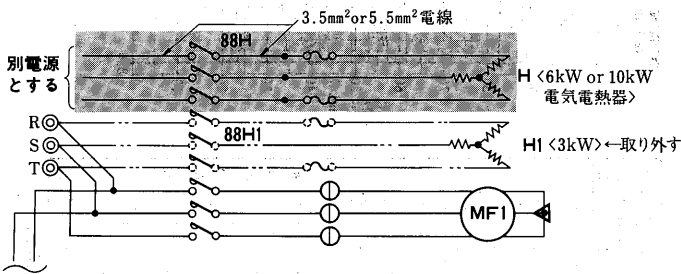 3.5mm²or5.5mm²電線
88H
別電源
とする
H <6kW or 10kW
電気電熱器>
R
88H1
S
H1 <3kW> ←取り外す
T
MF1